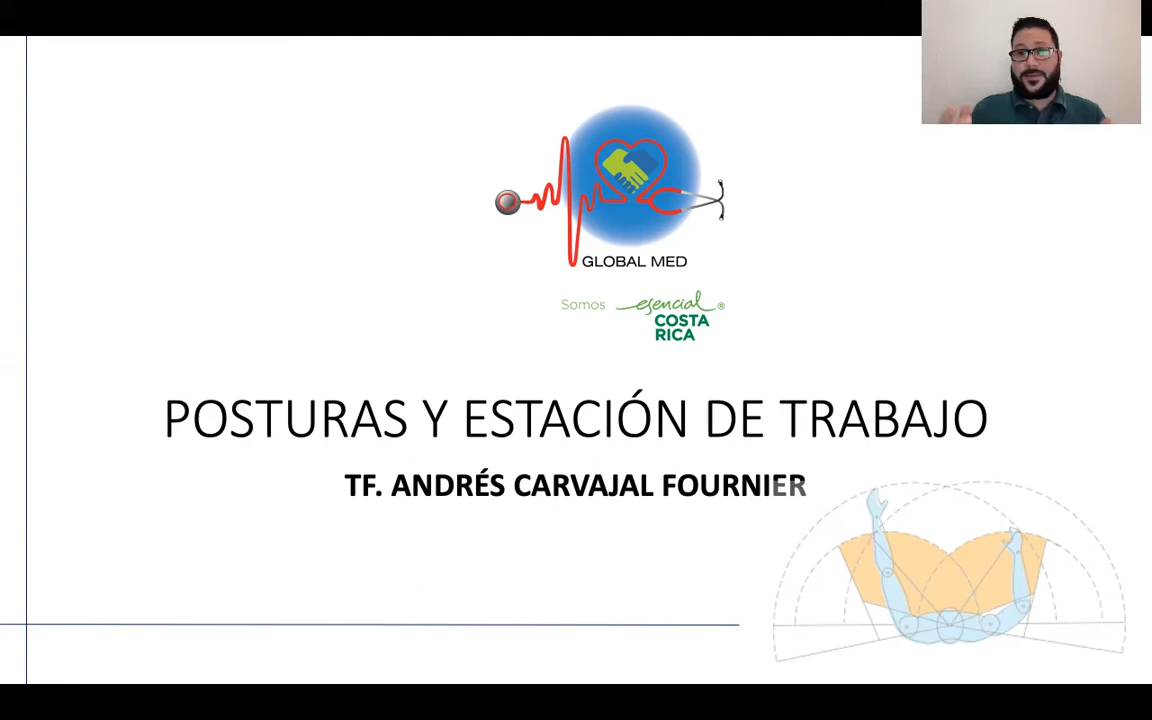 GLOBAL MED
Somos esencial ®
COSTA
RICA
POSTURAS Y ESTACIÓN DE TRABAJO
TF. ANDRÉS CARVAJAL FOURNIER